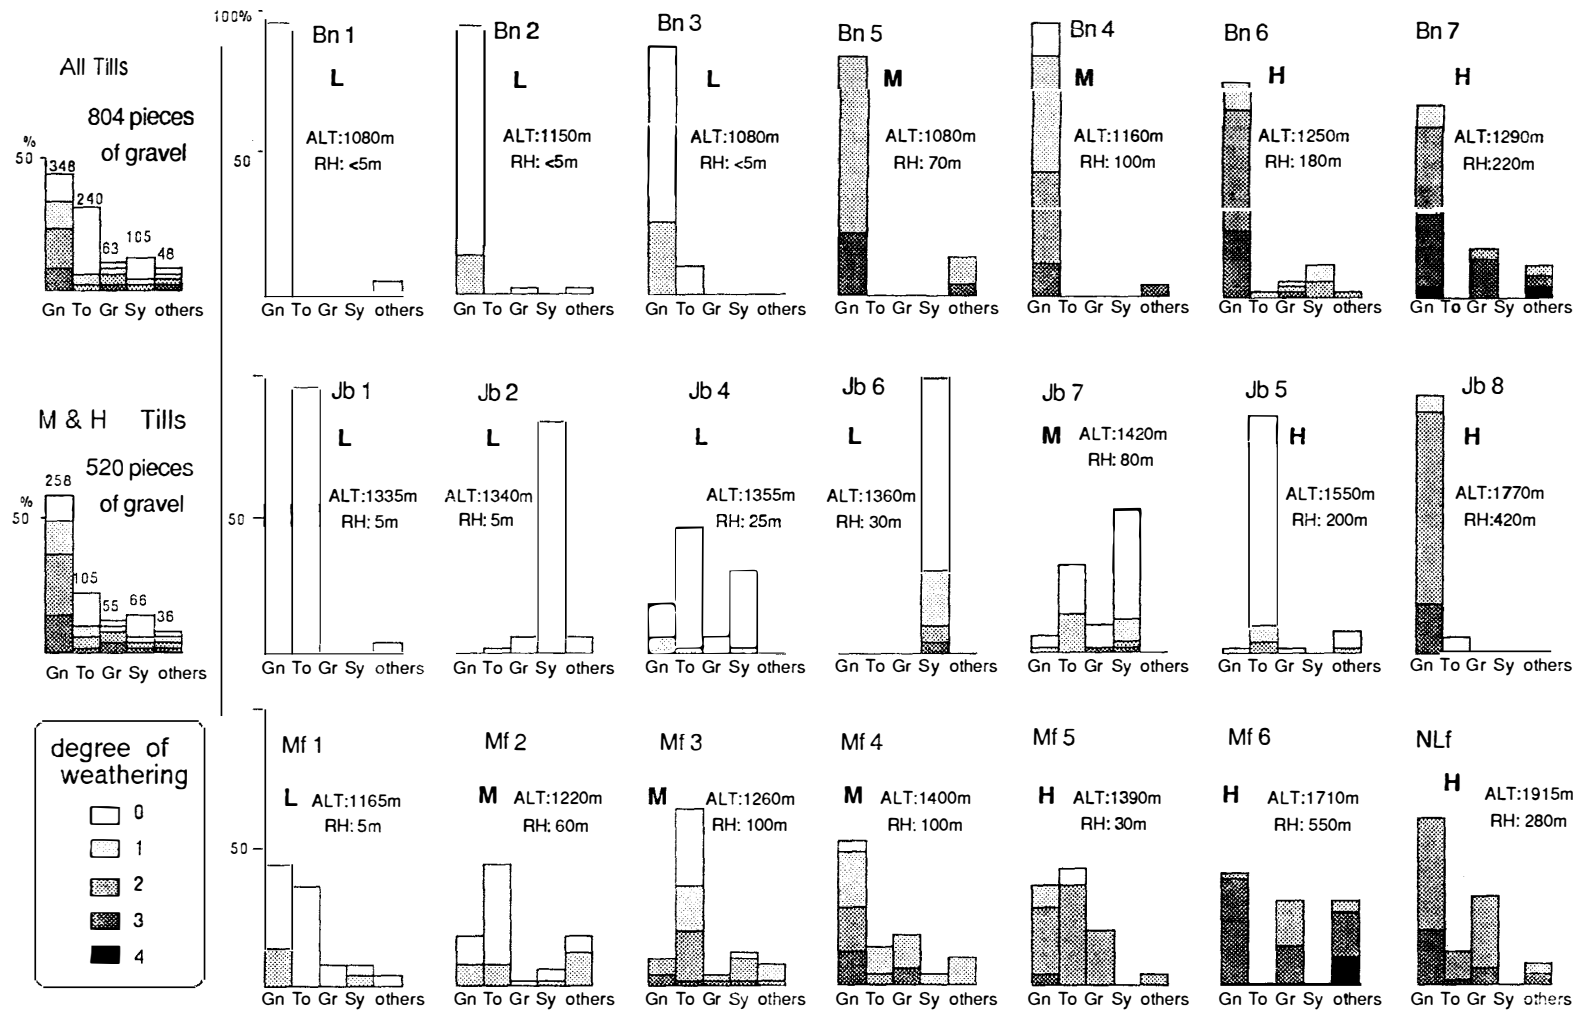 All Tills
804 pieces
of gravel
%
50
348
240
63
105
48
Gn To Gr Sy others
M & H Tills
520 pieces
of gravel
%
50
258
105
55
66
36
Gn To Gr Sy others
degree of
weathering
0
1
2
3
4
100%
50
Bn 1
L
ALT:1080m
RH: <5m
Gn To Gr Sy others
Bn 2
L
ALT:1150m
RH: <5m
Gn To Gr Sy others
Bn 3
L
ALT:1080m
RH: <5m
Gn To Gr Sy others
Bn 5
M
ALT:1080m
RH: 70m
Gn To Gr Sy others
Bn 4
M
ALT:1160m
RH: 100m
Gn To Gr Sy others
Bn 6
H
ALT:1250m
RH: 180m
Gn To Gr Sy others
Bn 7
H
ALT:1290m
RH:220m
Gn To Gr Sy others
50
Jb 1
L
ALT:1335m
RH: 5m
Gn To Gr Sy others
Jb 2
L
ALT:1340m
RH: 5m
Gn To Gr Sy others
Jb 4
L
ALT:1355m
RH: 25m
Gn To Gr Sy others
Jb 6
L
ALT:1360m
RH: 30m
Gn To Gr Sy others
Jb 7
M
ALT:1420m
RH: 80m
Gn To Gr Sy others
Jb 5
H
ALT:1550m
RH: 200m
Gn To Gr Sy others
Jb 8
H
ALT:1770m
RH:420m
Gn To Gr Sy others
50
Mf 1
L
ALT:1165m
RH: 5m
Gn To Gr Sy others
Mf 2
M
ALT:1220m
RH: 60m
Gn To Gr Sy others
Mf 3
M
ALT:1260m
RH: 100m
Gn To Gr Sy others
Mf 4
M
ALT:1400m
RH: 100m
Gn To Gr Sy others
Mf 5
H
ALT:1390m
RH: 30m
Gn To Gr Sy others
Mf 6
H
ALT:1710m
RH: 550m
Gn To Gr Sy others
NLf
H
ALT:1915m
RH: 280m
Gn To Gr Sy others